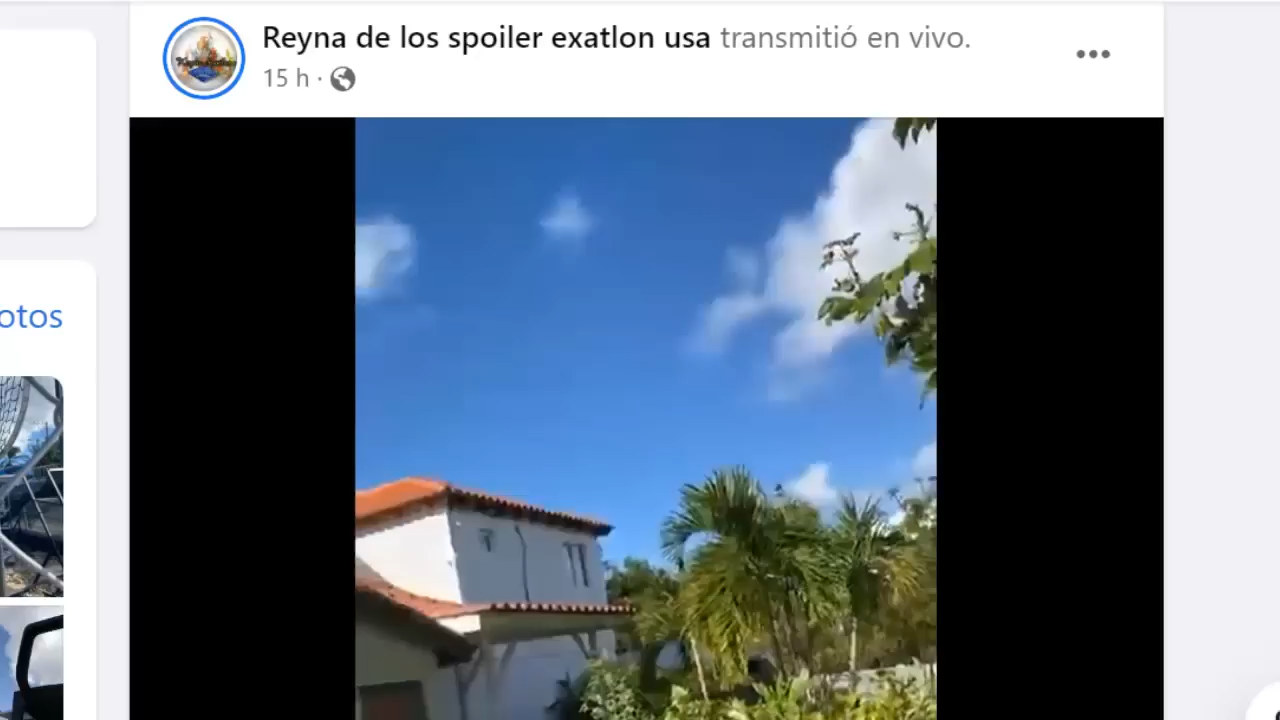 Reyna de los spoiler exatlon usa transmitió en vivo.
15 h ·
otos